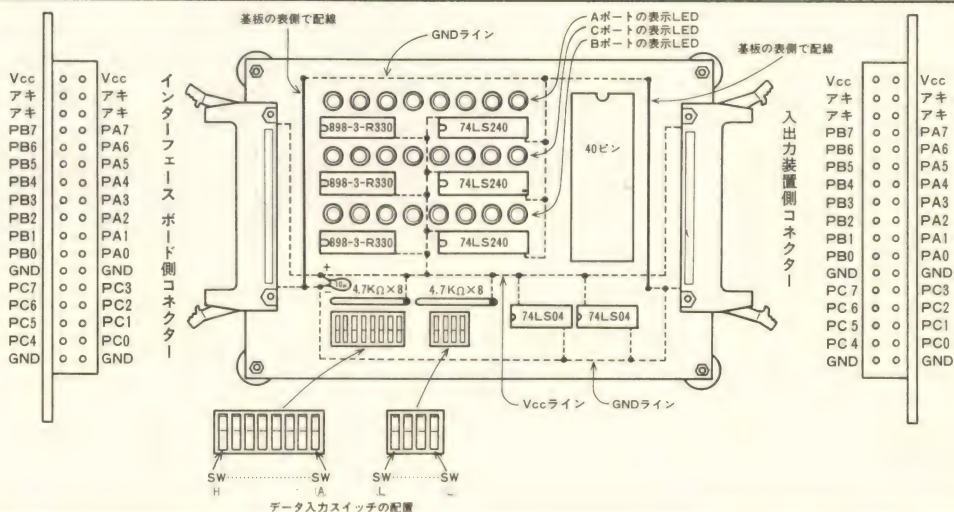 基板の表側で配線
GNDライン
Aポートの表示LED
Cポートの表示LED
Bポートの表示LED
基板の表側で配線
Vcc ○ ○ Vcc
アキ ○ ○ アキ
アキ ○ ○ アキ
PB7 ○ ○ PA7
PB6 ○ ○ PA6
PB5 ○ ○ PA5
PB4 ○ ○ PA4
PB3 ○ ○ PA3
PB2 ○ ○ PA2
PB1 ○ ○ PA1
PB0 ○ ○ PA0
GND ○ ○ GND
PC7 ○ ○ PC3
PC6 ○ ○ PC2
PC5 ○ ○ PC1
PC4 ○ ○ PC0
GND ○ ○ GND
インターフェース ボード側コネクター
898-3-R330
74LS240
898-3-R330
74LS240
898-3-R330
74LS240
40ピン
+
−
4.7KΩ×8
4.7KΩ×8
74LS04
74LS04
入出力装置側コネクター
Vcc ○ ○ Vcc
アキ ○ ○ アキ
アキ ○ ○ アキ
PB7 ○ ○ PA7
PB6 ○ ○ PA6
PB5 ○ ○ PA5
PB4 ○ ○ PA4
PB3 ○ ○ PA3
PB2 ○ ○ PA2
PB1 ○ ○ PA1
PB0 ○ ○ PA0
GND ○ ○ GND
PC7 ○ ○ PC3
PC6 ○ ○ PC2
PC5 ○ ○ PC1
PC4 ○ ○ PC0
GND ○ ○ GND
Vccライン
GNDライン
SW………SW
H A
SW……SW
L
データ入力スイッチの配置